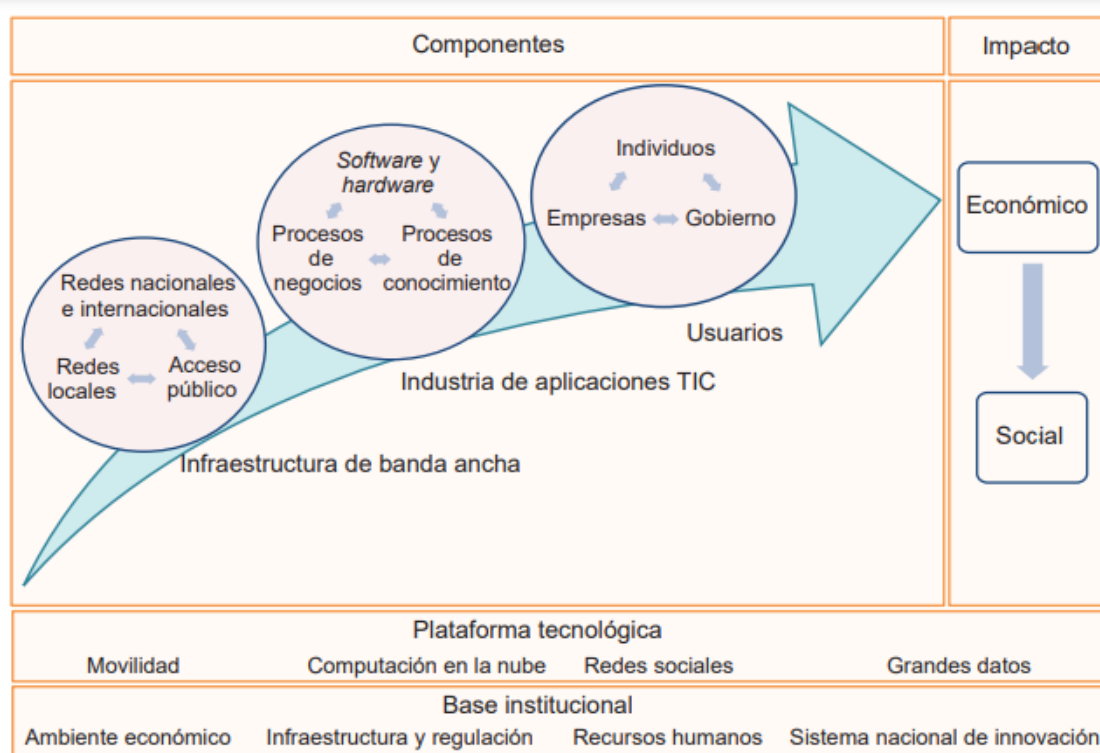 Componentes
Impacto
Software y
hardware
Procesos
de
negocios
Procesos
de
conocimiento
Individuos
Empresas
Gobierno
Redes nacionales
e internacionales
Redes
locales
Acceso
público
Usuarios
Industria de aplicaciones TIC
Infraestructura de banda ancha
Económico
Social
Plataforma tecnológica
Movilidad
Computación en la nube
Redes sociales
Grandes datos
Base institucional
Ambiente económico
Infraestructura y regulación
Recursos humanos
Sistema nacional de innovación